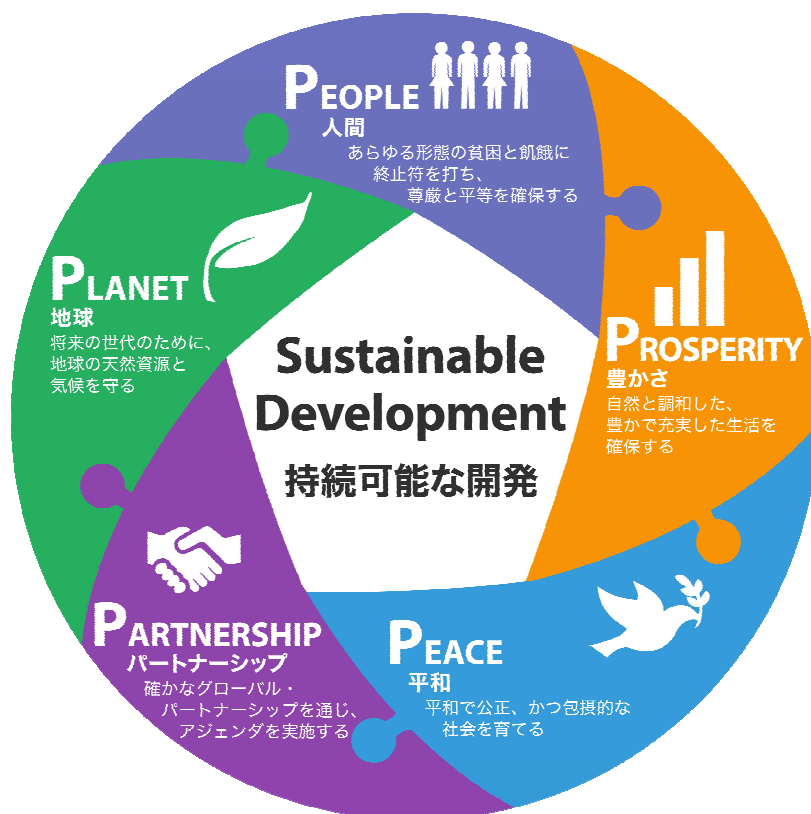 PEOPLE
人間
あらゆる形態の貧困と飢餓に
終止符を打ち、
尊厳と平等を確保する
PROSPERITY
豊かさ
自然と調和した、
豊かで充実した生活を
確保する
PEACE
平和
平和で公正、かつ包摂的な
社会を育てる
PARTNERSHIP
パートナーシップ
確かなグローバル・
パートナーシップを通じ、
アジェンダを実施する
PLANET
地球
将来の世代のために、
地球の天然資源と
気候を守る
Sustainable
Development
持続可能な開発